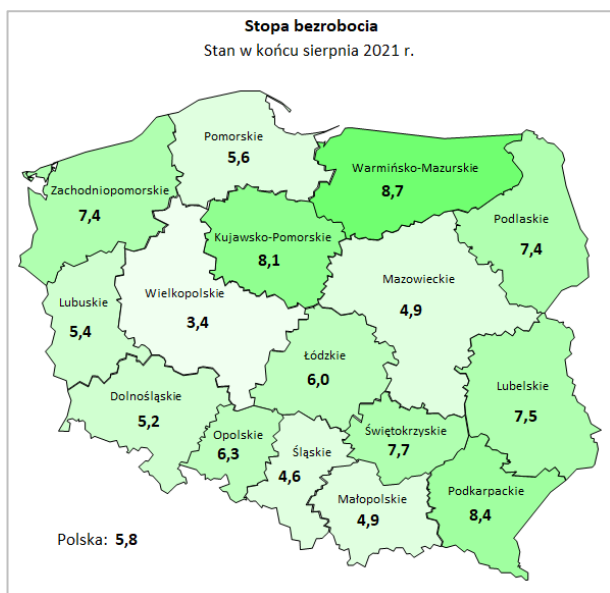 Stopa bezrobocia
Stan w końcu sierpnia 2021 r.
Pomorskie
5,6
Warmińsko-Mazurskie
8,7
Zachodniopomorskie
7,4
Podlaskie
7,4
Kujawsko-Pomorskie
8,1
Mazowieckie
4,9
Wielkopolskie
3,4
Lubuskie
5,4
Łódzkie
6,0
Lubelskie
7,5
Dolnośląskie
5,2
Opolskie
6,3
Śląskie
4,6
Świętokrzyskie
7,7
Małopolskie
4,9
Podkarpackie
8,4
Polska: 5,8